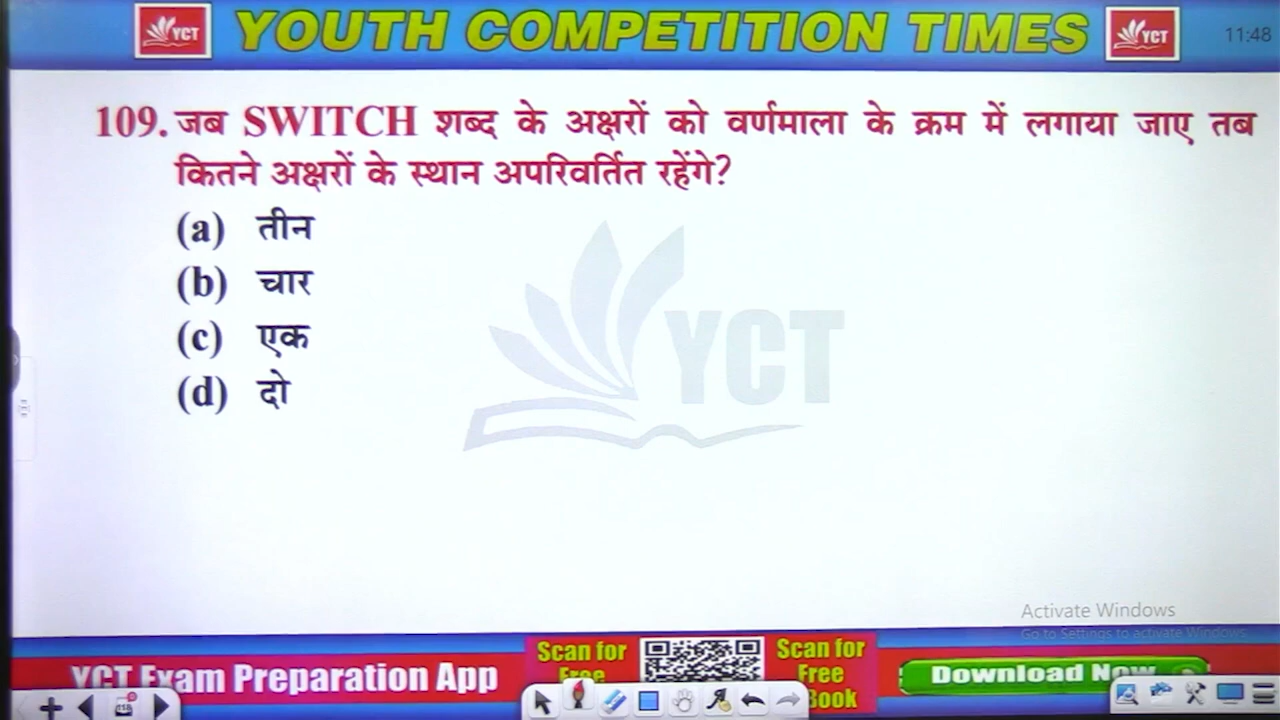 YCT
YOUTH COMPETITION TIMES
YCT
11:48
109. जब SWITCH शब्द के अक्षरों को वर्णमाला के क्रम में लगाया जाए तब
कितने अक्षरों के स्थान अपरिवर्तित रहेंगे?
(a) तीन
(b) चार
(c) एक
(d) दो
YCT
Activate Windows
Go to Settings to activate Windows.
YCT Exam Preparation App
Scan for
Free
Scan for
Free
Book
Download Now